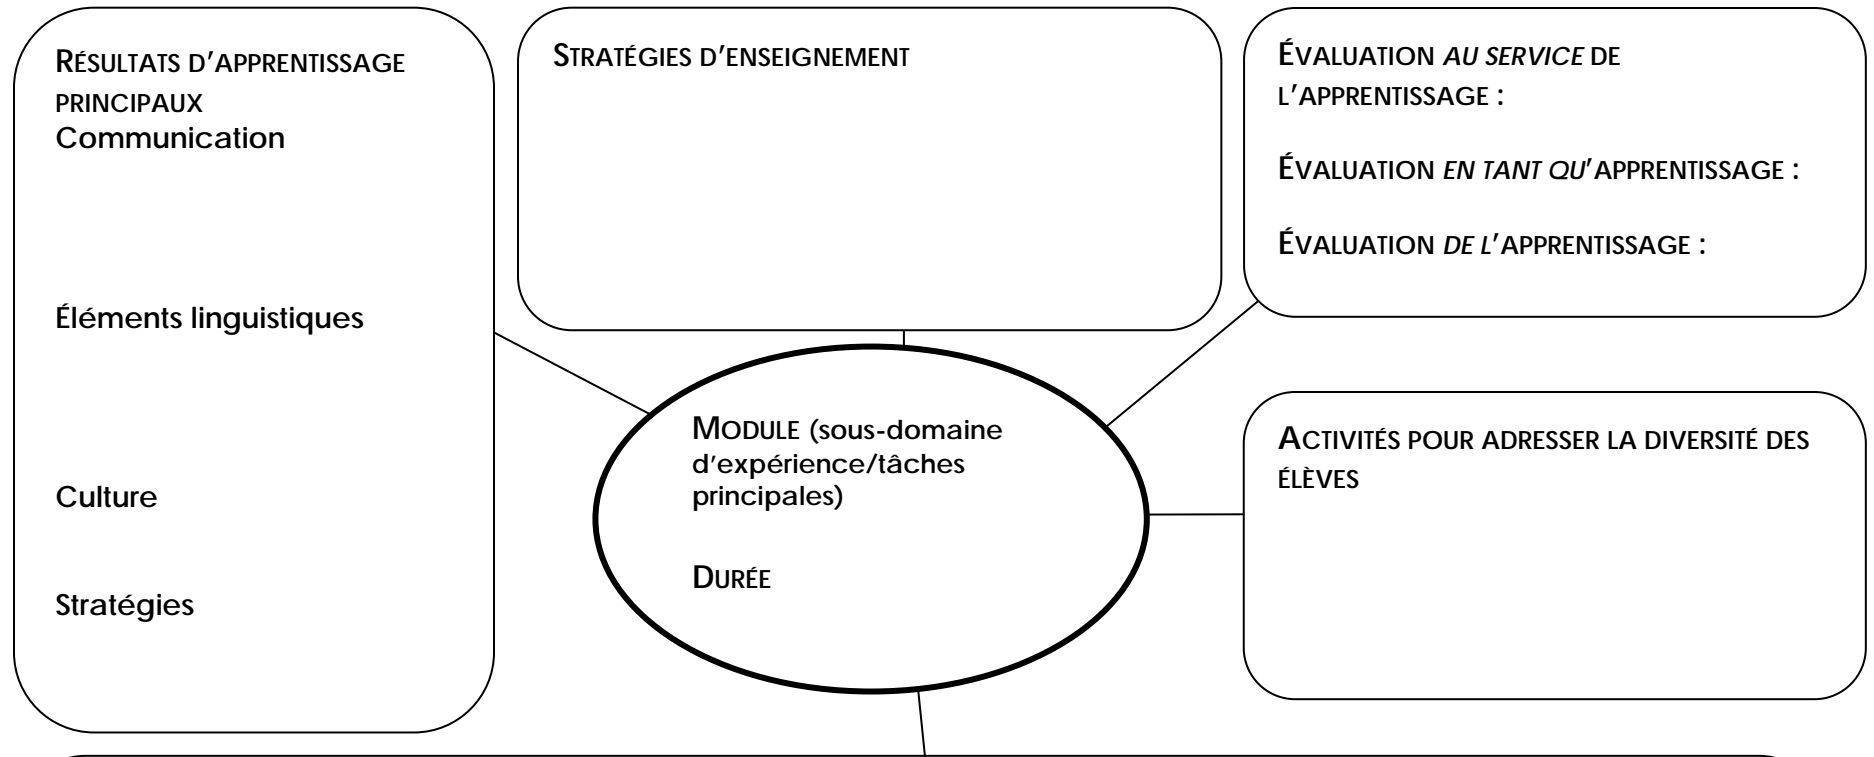 RÉSULTATS D'APPRENTISSAGE
PRINCIPAUX
Communication
Éléments linguistiques
Culture
Stratégies
STRATÉGIES D'ENSEIGNEMENT
ÉVALUATION AU SERVICE DE
L'APPRENTISSAGE :
ÉVALUATION EN TANT QU'APPRENTISSAGE :
ÉVALUATION DE L'APPRENTISSAGE :
MODULE (sous-domaine
d'expérience/tâches
principales)
DURÉE
ACTIVITÉS POUR ADRESSER LA DIVERSITÉ DES
ÉLÈVES